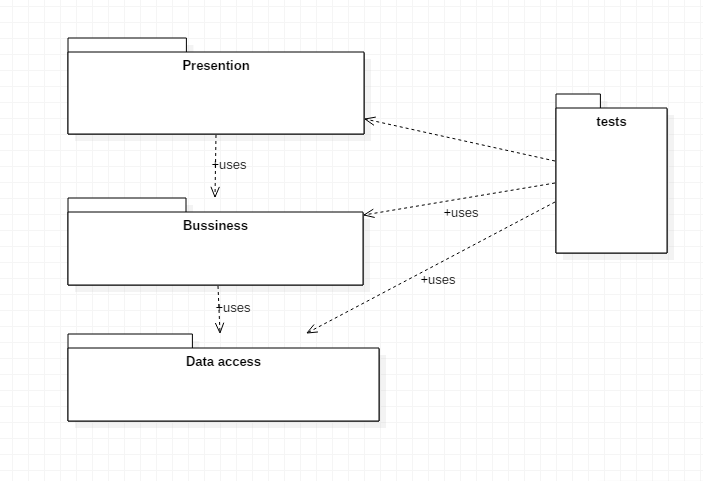 Presention
tests
+uses
+uses
Bussiness
+uses
+uses
Data access